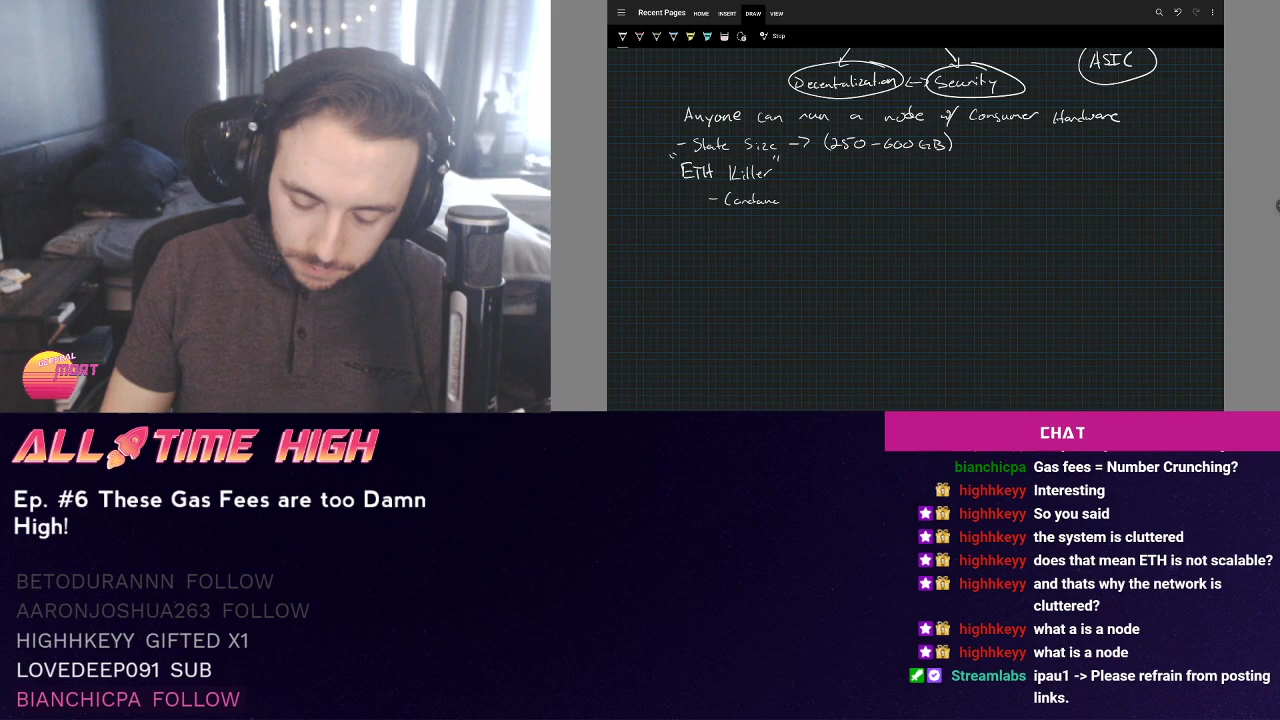 Recent Pages HOME INSERT DRAW VIEW
Stop
ASIC
Decentralization <-> Security
Anyone can run a node w/ Consumer Hardware
- State Size -> (250-600GB)
"ETH Killer"
- Cardano
MORT
ALL TIME HIGH
Ep. #6 These Gas Fees are too Damn
High!
BETODURANNN FOLLOW
AARONJOSHUA263 FOLLOW
HIGHHKEYY GIFTED X1
LOVEDEEP091 SUB
BIANCHICPA FOLLOW
CHAT
bianchicpa Gas fees = Number Crunching?
highhkeyy Interesting
highhkeyy So you said
highhkeyy the system is cluttered
highhkeyy does that mean ETH is not scalable?
highhkeyy and thats why the network is
cluttered?
highhkeyy what a is a node
highhkeyy what is a node
Streamlabs ipau1 -> Please refrain from posting
links.